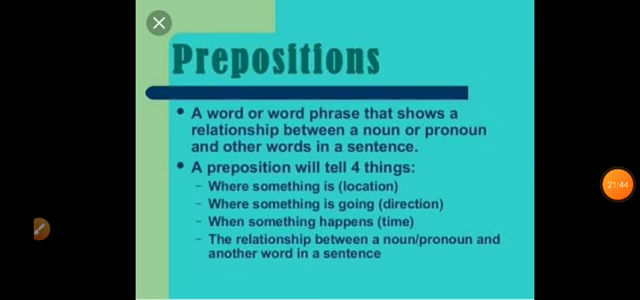 Prepositions
• A word or word phrase that shows a
relationship between a noun or pronoun
and other words in a sentence.
• A preposition will tell 4 things:
– Where something is (location)
– Where something is going (direction)
– When something happens (time)
– The relationship between a noun/pronoun and
another word in a sentence
21:44